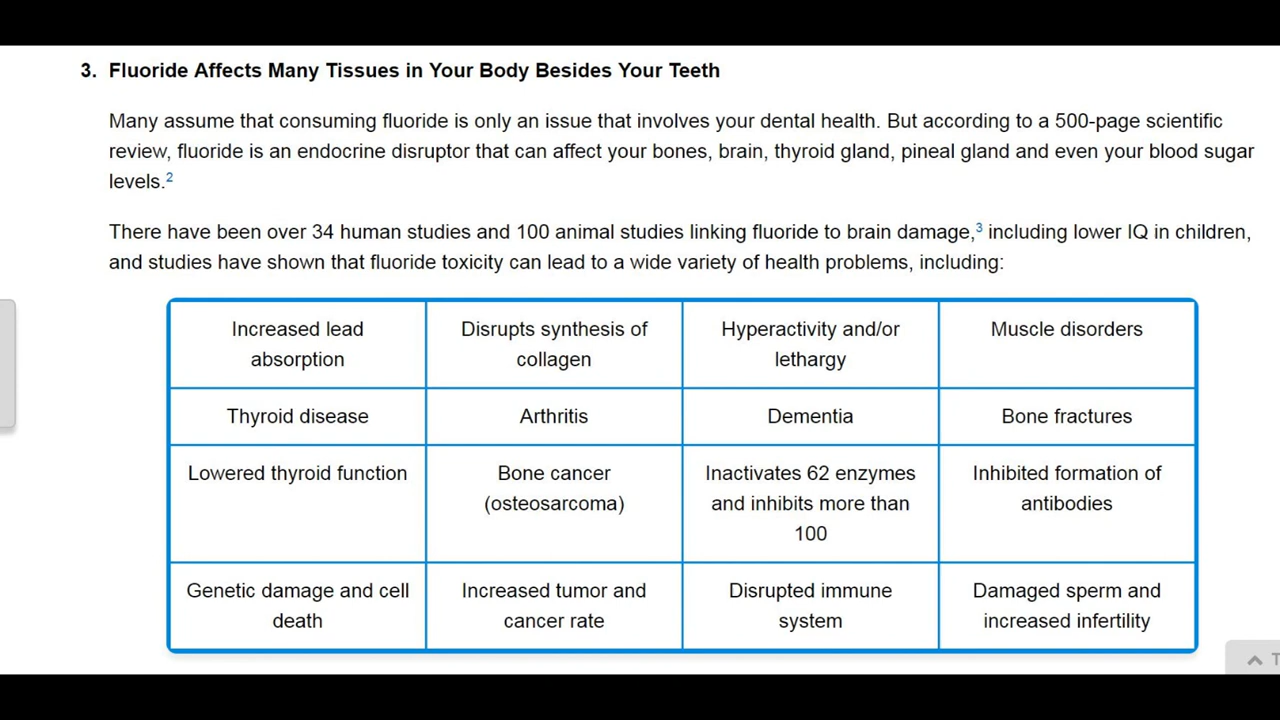 3. Fluoride Affects Many Tissues in Your Body Besides Your Teeth
Many assume that consuming fluoride is only an issue that involves your dental health. But according to a 500-page scientific
review, fluoride is an endocrine disruptor that can affect your bones, brain, thyroid gland, pineal gland and even your blood sugar
levels.2
There have been over 34 human studies and 100 animal studies linking fluoride to brain damage,3 including lower IQ in children,
and studies have shown that fluoride toxicity can lead to a wide variety of health problems, including:
Increased lead
absorption
Disrupts synthesis of
collagen
Hyperactivity and/or
lethargy
Muscle disorders
Thyroid disease
Arthritis
Dementia
Bone fractures
Lowered thyroid function
Bone cancer
(osteosarcoma)
Inactivates 62 enzymes
and inhibits more than
100
Inhibited formation of
antibodies
Genetic damage and cell
death
Increased tumor and
cancer rate
Disrupted immune
system
Damaged sperm and
increased infertility
T